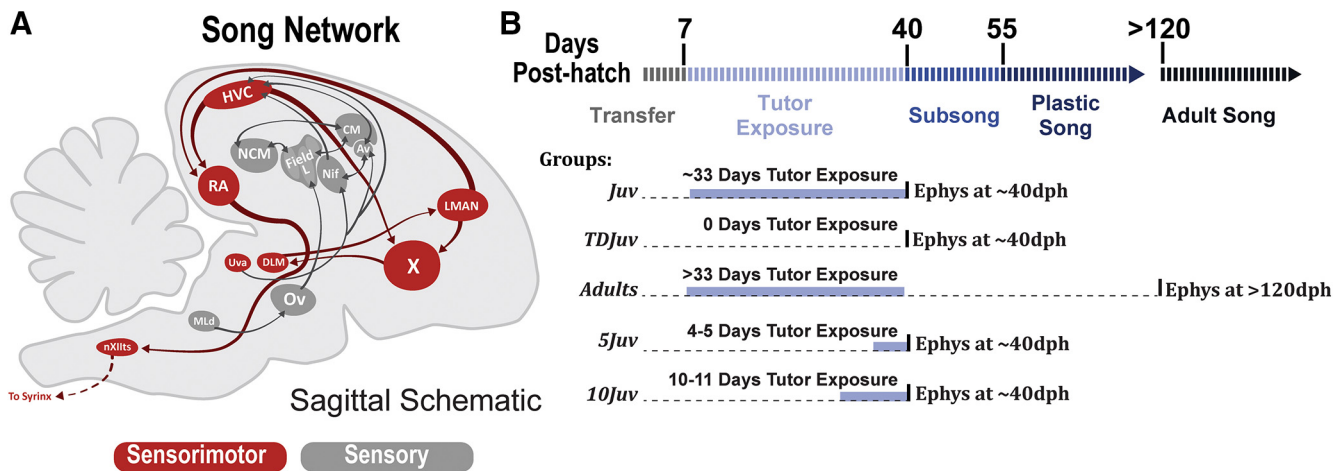 A
Song Network
HVC
CM
Av
NCM
Field
L
Nif
RA
LMAN
Uva
DLM
X
Ov
MLd
nXIIts
To Syrinx
Sagittal Schematic
Sensorimotor
Sensory
B
Days
Post-hatch
7
40
55
>120
Transfer
Tutor
Exposure
Subsong
Plastic
Song
Adult Song
Groups:
Juv
~33 Days Tutor Exposure
Ephys at ~40dph
TDJuv
0 Days Tutor Exposure
Ephys at ~40dph
Adults
>33 Days Tutor Exposure
Ephys at >120dph
5Juv
4-5 Days Tutor Exposure
Ephys at ~40dph
10Juv
10-11 Days Tutor Exposure
Ephys at ~40dph